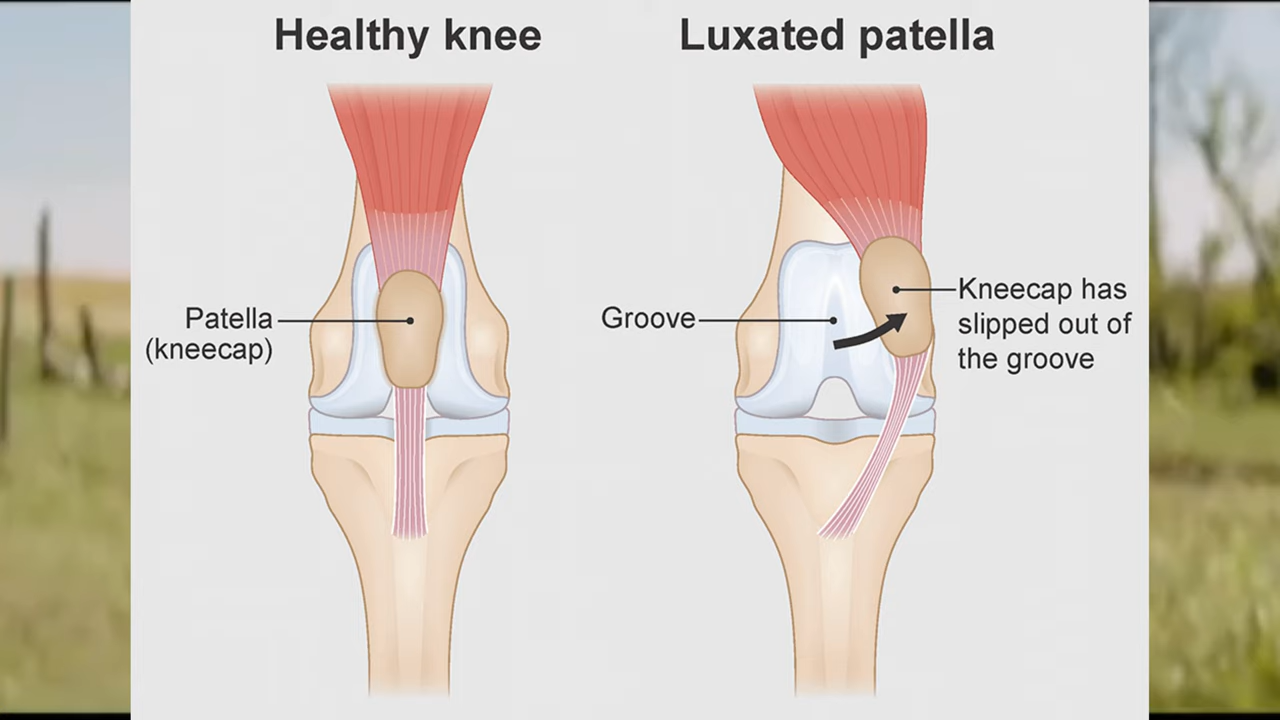 Healthy knee
Luxated patella
Patella
(kneecap)
Groove
Kneecap has
slipped out of
the groove